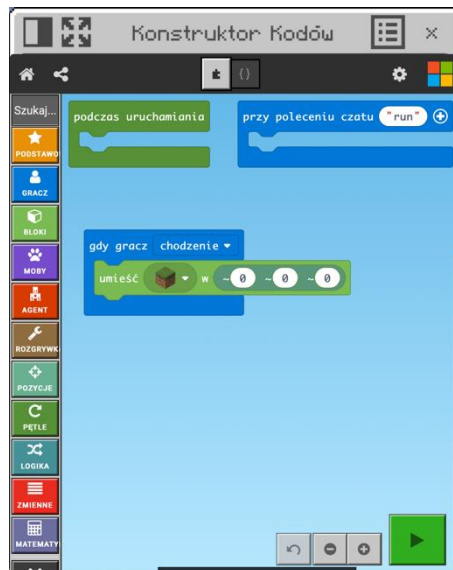 Konstruktor Kodów
Szukaj...
PODSTAWO
GRACZ
BLOKI
MOBY
AGENT
ROZGRYWK
POZYCJE
PĘTLE
LOGIKA
ZMIENNE
MATEMATY
podczas uruchamiania
przy poleceniu czatu "run"
gdy gracz chodzenie
umieść w ~0 ~0 ~0